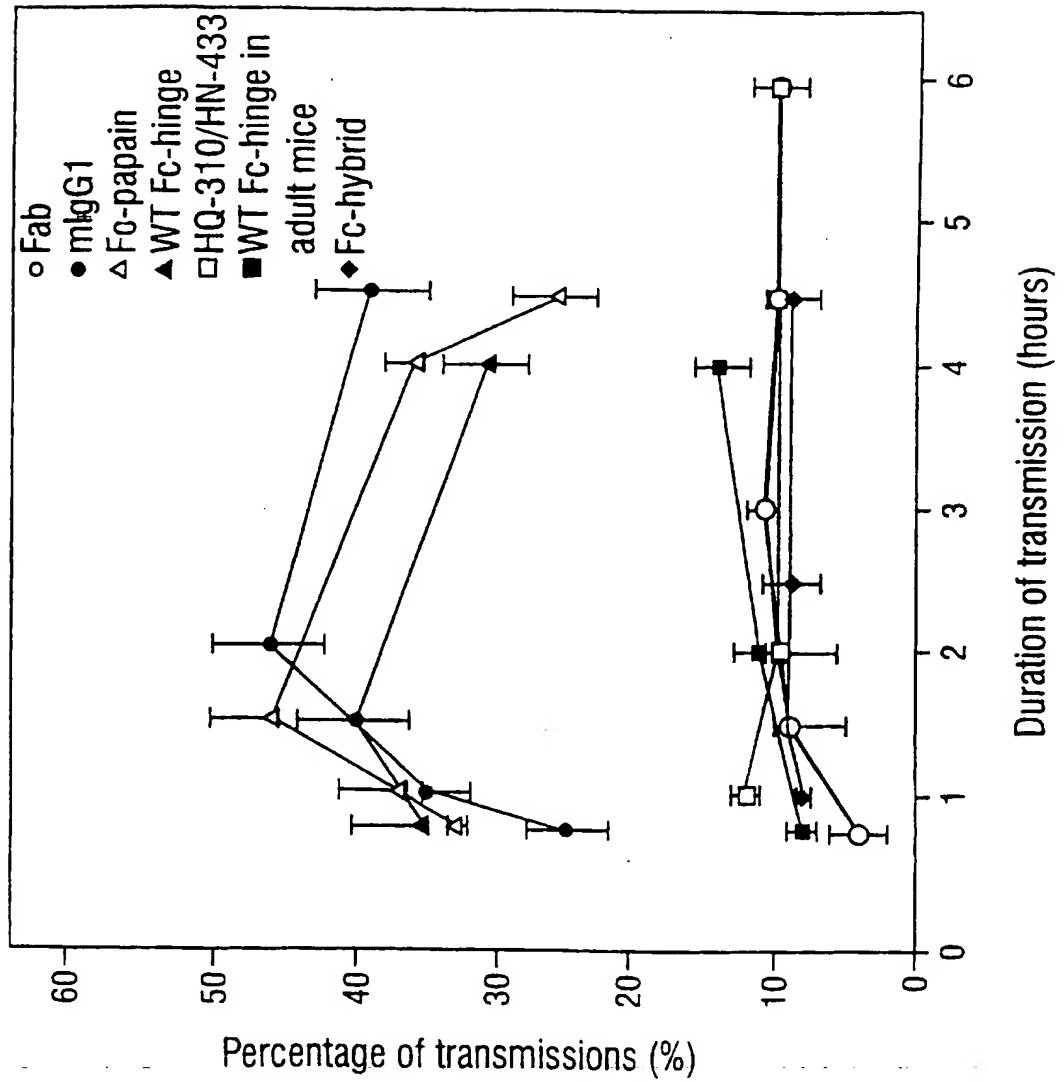 Fab
mIgG1
Fc-papain
WT Fc-hinge
HQ-310/HN-433
WT Fc-hinge in
adult mice
Fc-hybrid
60
50
40
30
20
10
0
Percentage of transmissions (%)
0
1
2
3
4
5
6
Duration of transmission (hours)